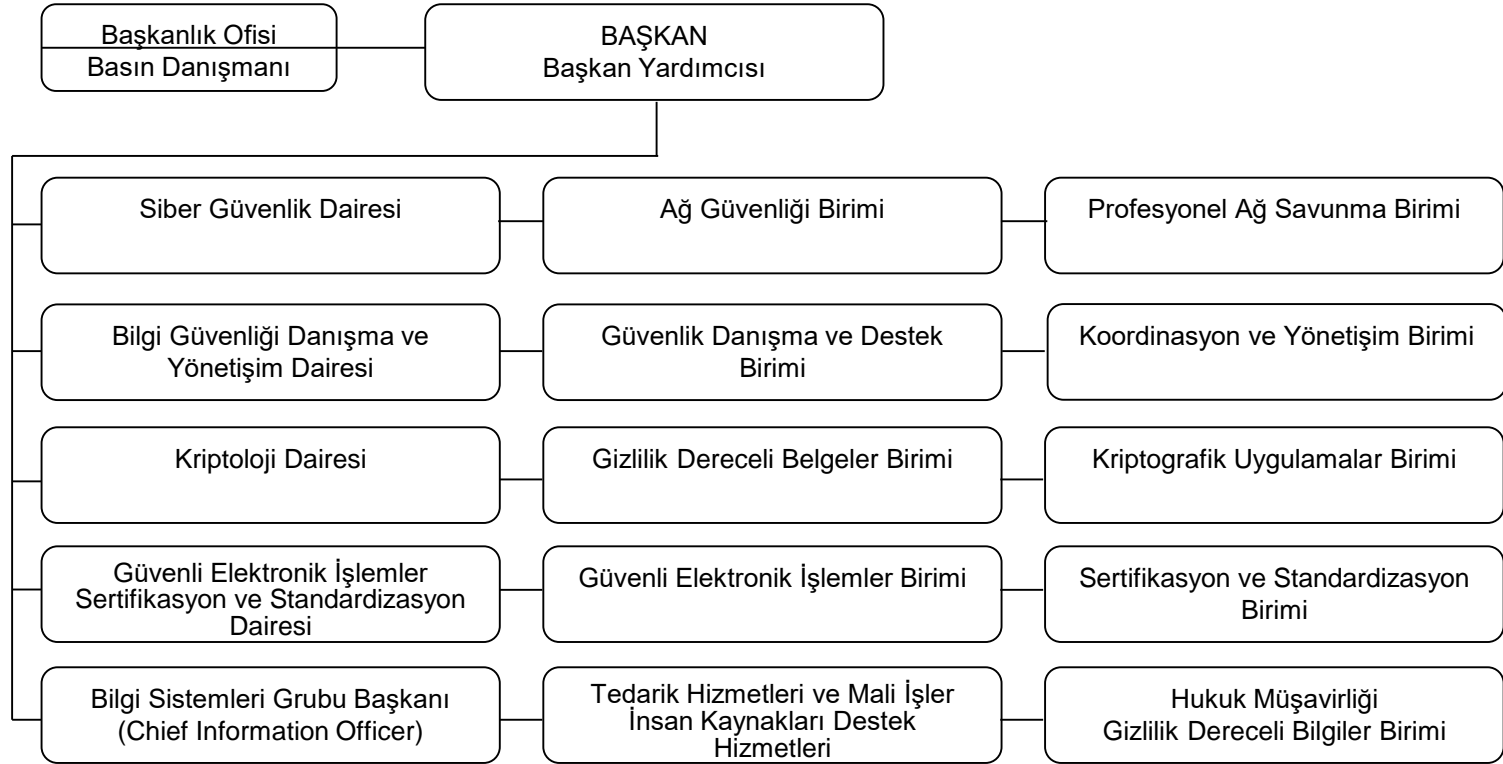 Başkanlık Ofisi
Basın Danışmanı
BAŞKAN
Başkan Yardımcısı
Siber Güvenlik Dairesi
Ağ Güvenliği Birimi
Profesyonel Ağ Savunma Birimi
Bilgi Güvenliği Danışma ve
Yönetişim Dairesi
Güvenlik Danışma ve Destek
Birimi
Koordinasyon ve Yönetişim Birimi
Kriptoloji Dairesi
Gizlilik Dereceli Belgeler Birimi
Kriptografik Uygulamalar Birimi
Güvenli Elektronik İşlemler
Sertifikasyon ve Standardizasyon
Dairesi
Güvenli Elektronik İşlemler Birimi
Sertifikasyon ve Standardizasyon
Birimi
Bilgi Sistemleri Grubu Başkanı
(Chief Information Officer)
Tedarik Hizmetleri ve Mali İşler
İnsan Kaynakları Destek
Hizmetleri
Hukuk Müşavirliği
Gizlilik Dereceli Bilgiler Birimi